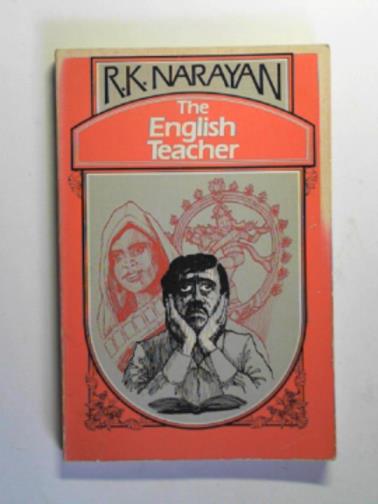 R.K. NARAYAN
The
English
Teacher